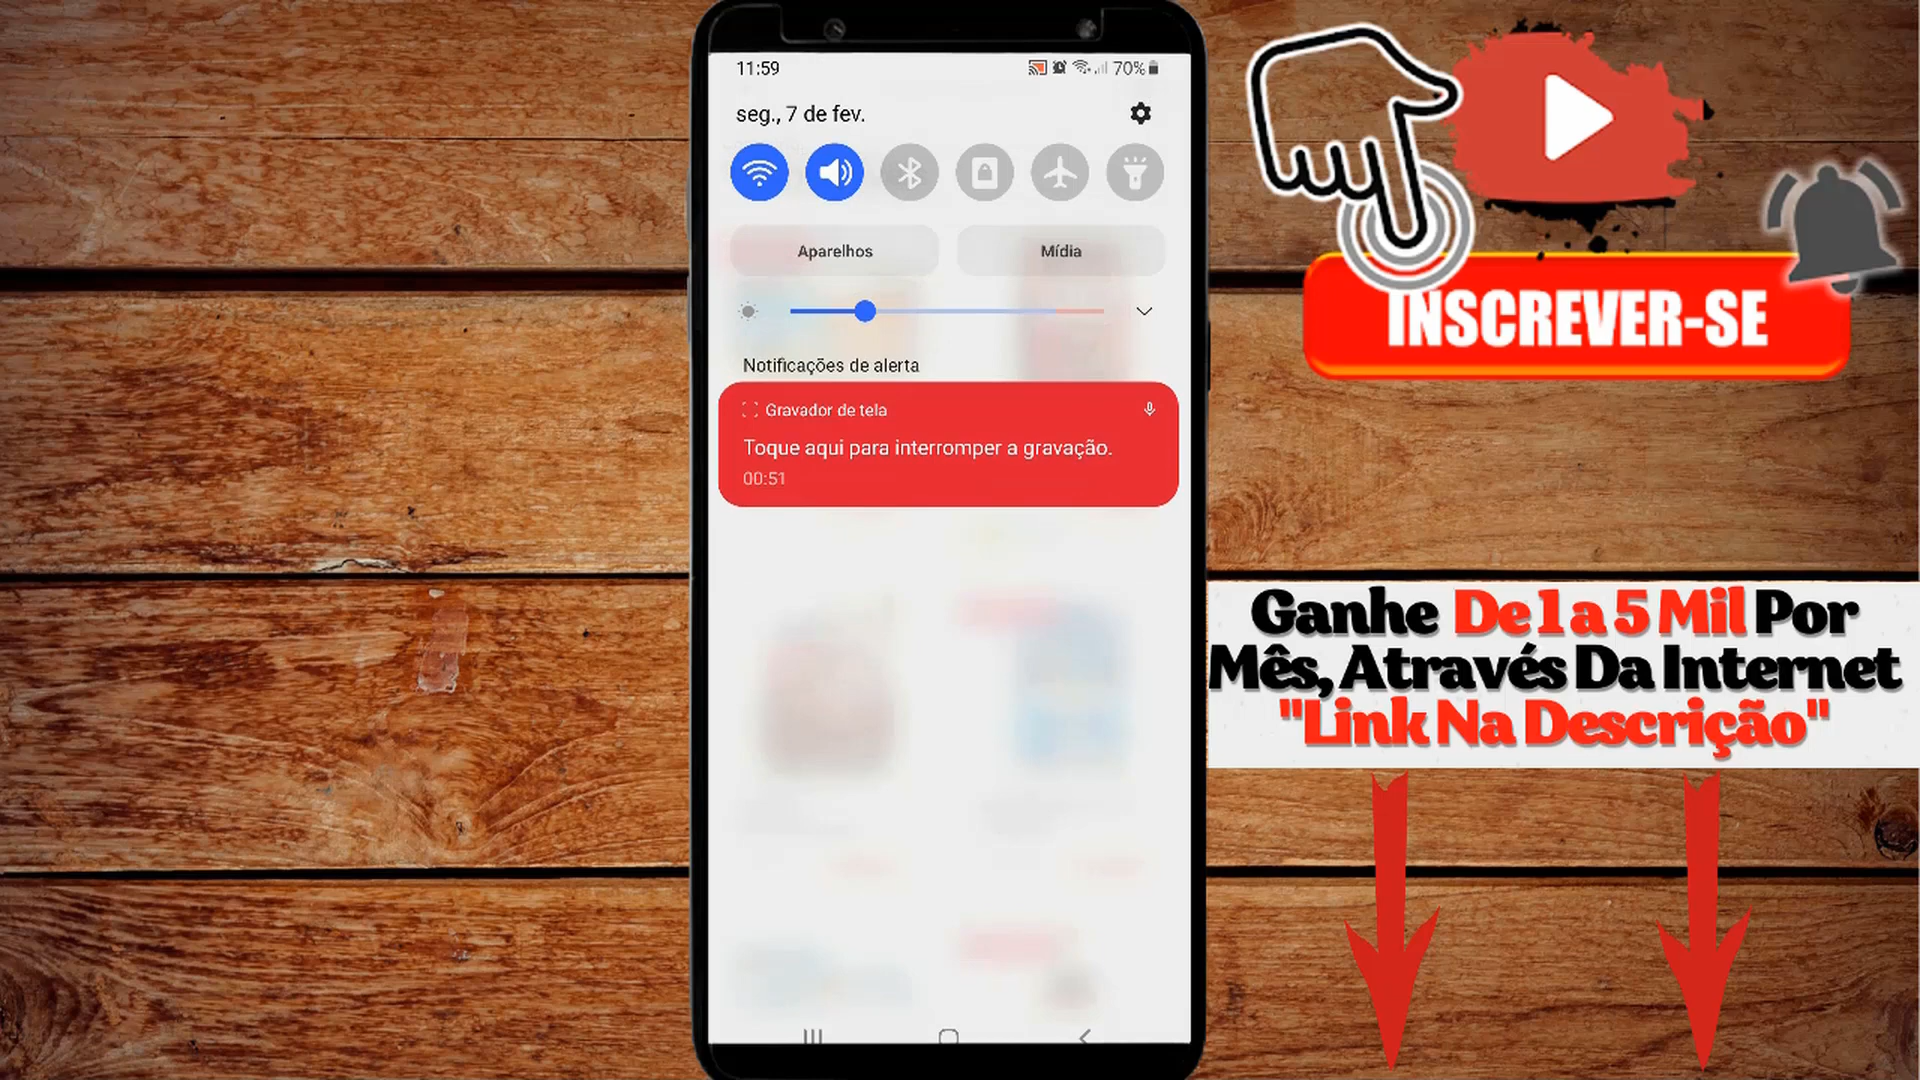 11:59
70%
seg., 7 de fev.
Aparelhos
Mídia
Notificações de alerta
Gravador de tela
Toque aqui para interromper a gravação.
00:51
INSCREVER-SE
Ganhe De 1 a 5 Mil Por
Mês, Através Da Internet
"Link Na Descrição"